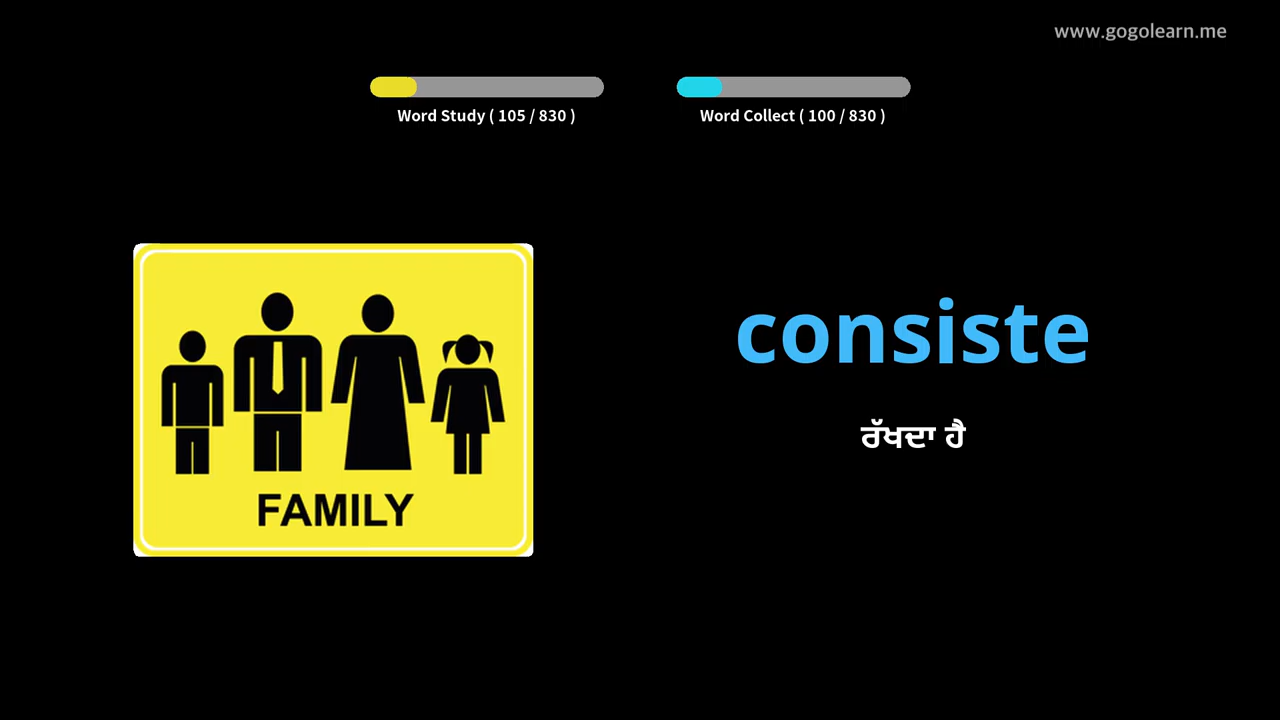 www.gogolearn.me
Word Study ( 105 / 830 )
Word Collect ( 100 / 830 )
FAMILY
consiste
ਰੱਖਦਾ ਹੈ